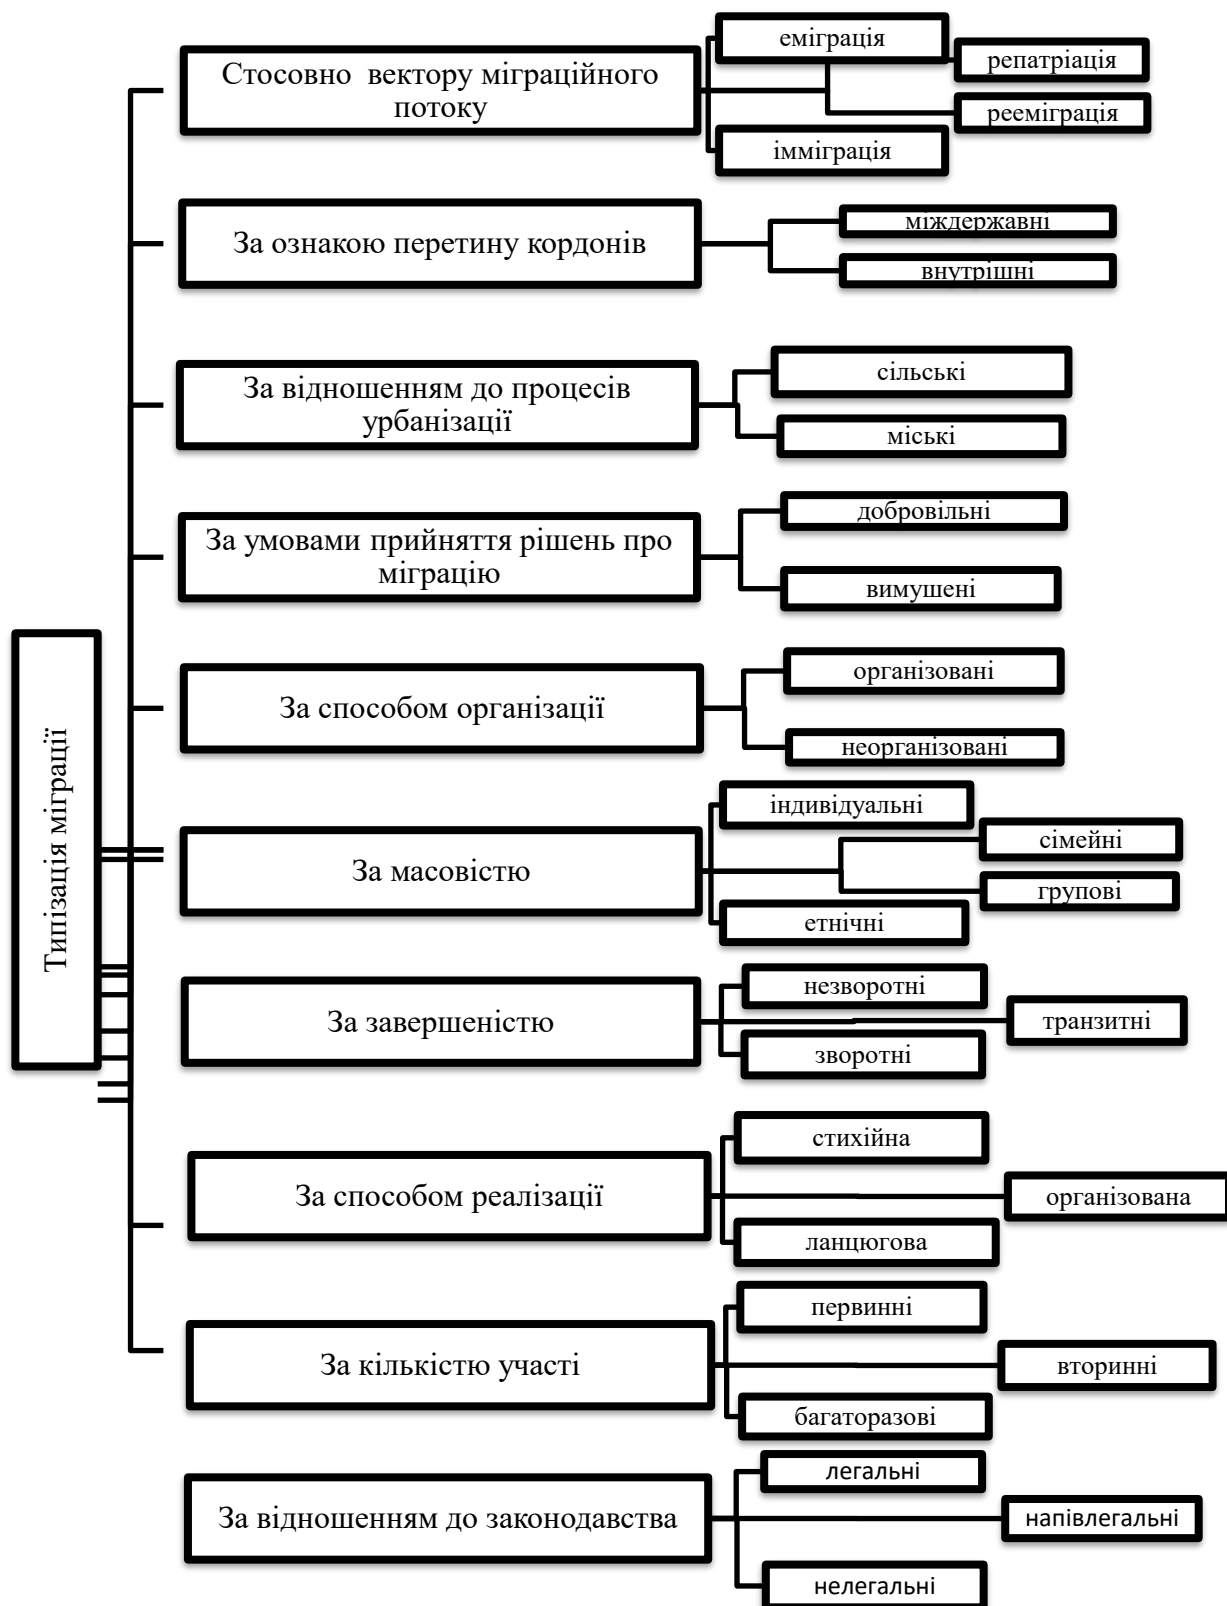 Типізація міграції
Стосовно вектору міграційного
потоку
еміграція
репатріація
рееміграція
імміграція
За ознакою перетину кордонів
міждержавні
внутрішні
За відношенням до процесів
урбанізації
сільські
міські
За умовами прийняття рішень про
міграцію
добровільні
вимушені
За способом організації
організовані
неорганізовані
За масовістю
індивідуальні
сімейні
групові
етнічні
За завершеністю
незворотні
транзитні
зворотні
За способом реалізації
стихійна
організована
ланцюгова
За кількістю участі
первинні
вторинні
багаторазові
За відношенням до законодавства
легальні
напівлегальні
нелегальні